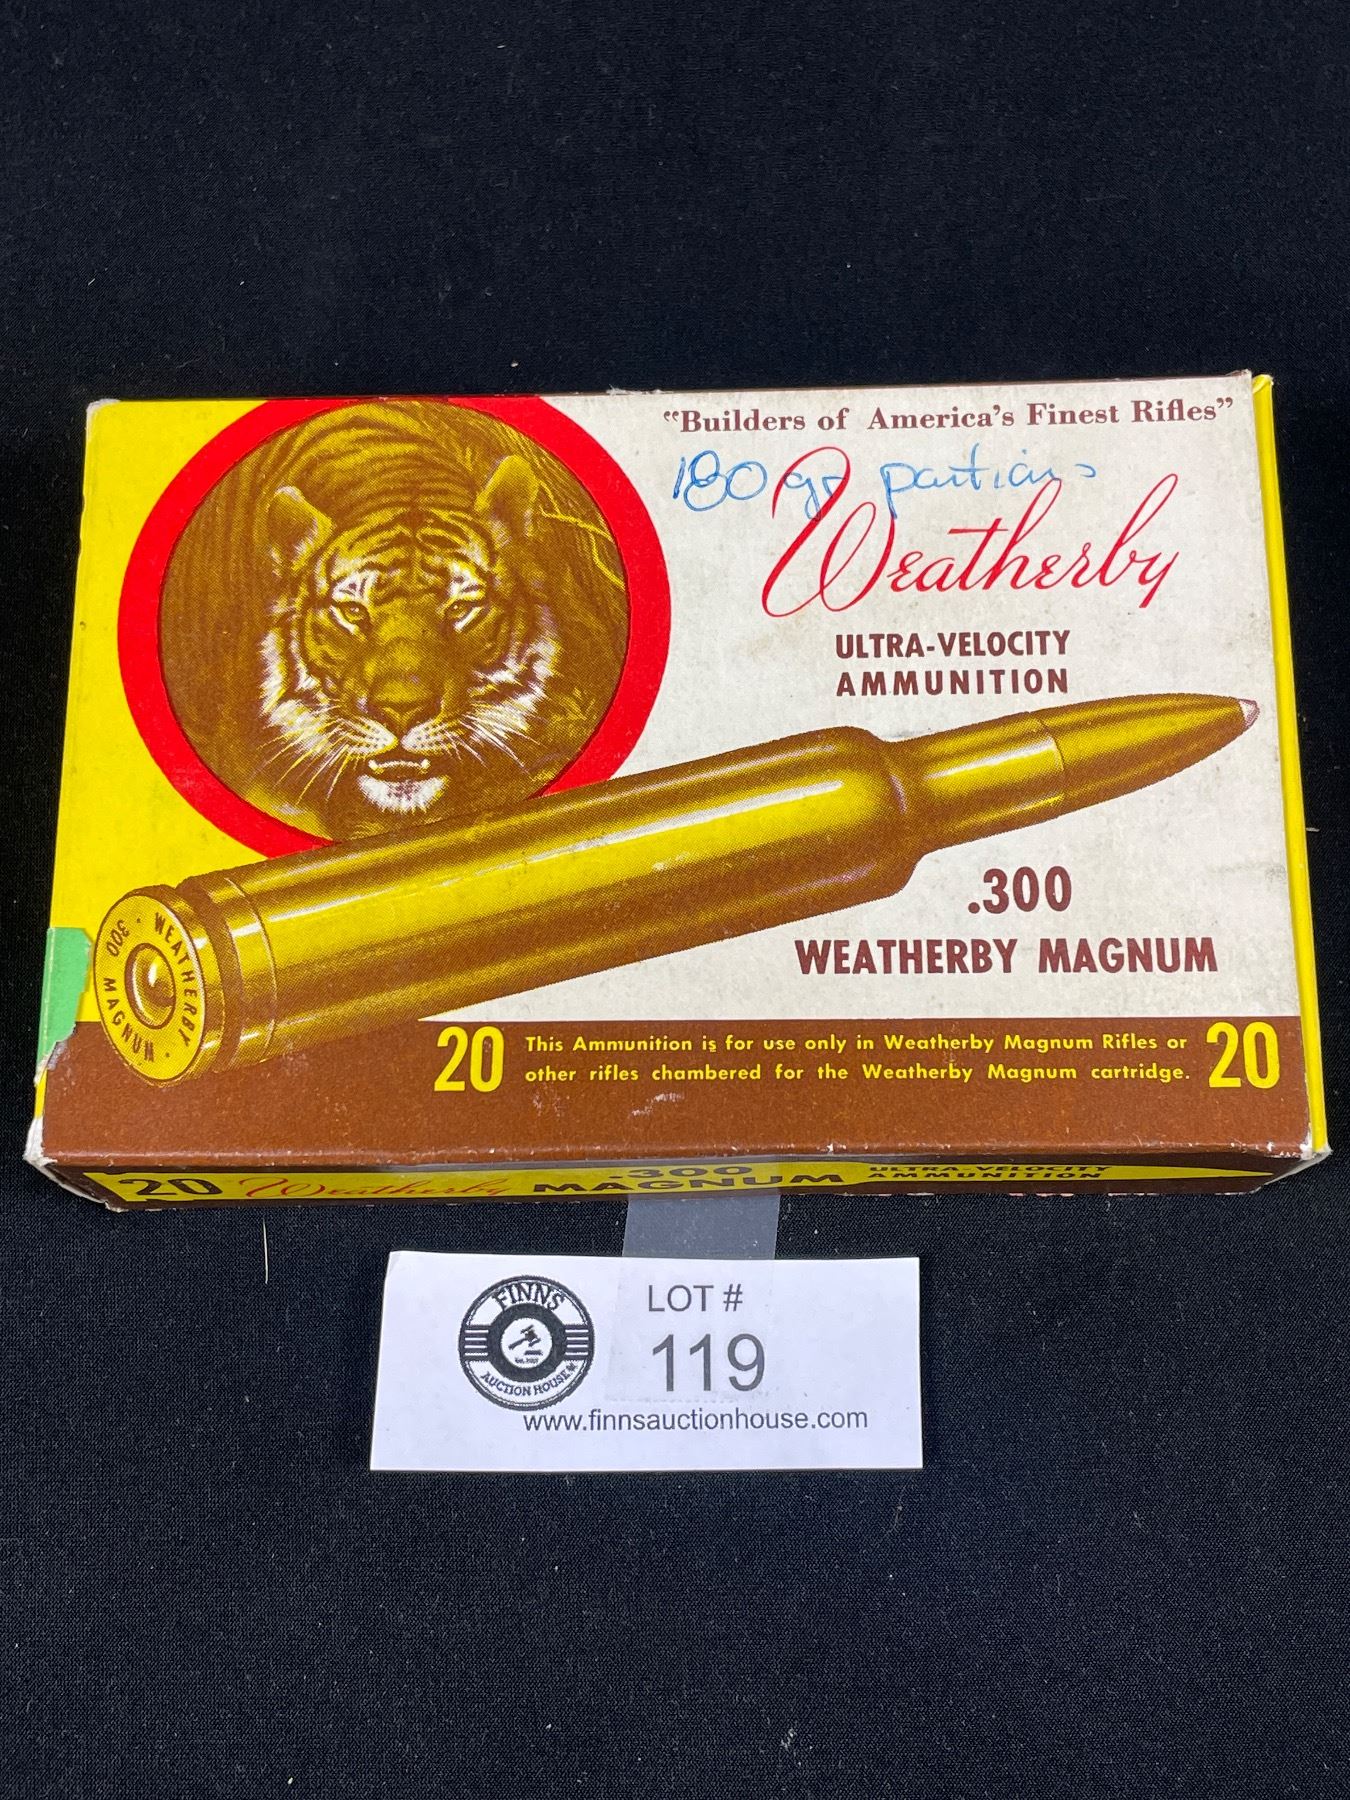 “Builders of America’s Finest Rifles”
180 gr partions
Weatherby
ULTRA-VELOCITY
AMMUNITION
.300
WEATHERBY MAGNUM
300 · WEATHERBY · MAGNUM
20 This Ammunition is for use only in Weatherby Magnum Rifles or 20
other rifles chambered for the Weatherby Magnum cartridge.
20 Weatherby .300 MAGNUM ULTRA-VELOCITY
AMMUNITION
FINNS
AUCTION HOUSE
LOT #
119
www.finnsauctionhouse.com